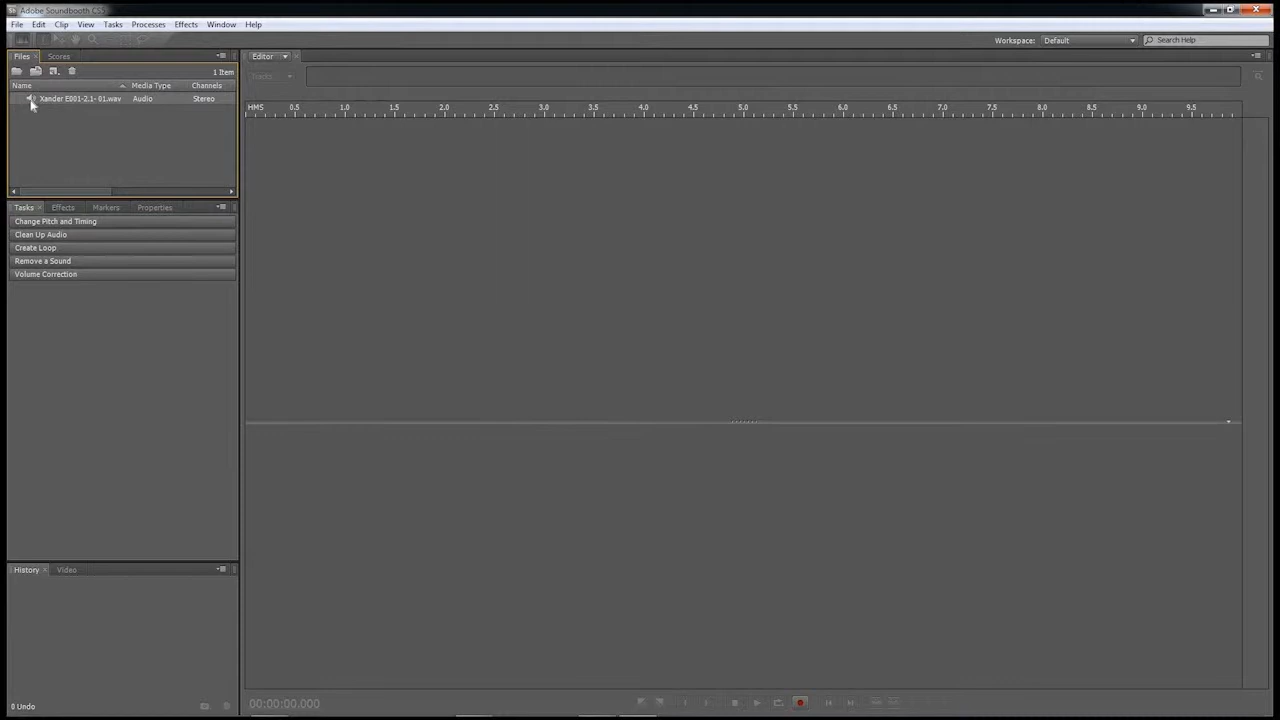 Adobe Soundbooth CS5
File Edit Clip View Tasks Processes Effects Window Help
Workspace: Default Search Help
Files Scores
1 Item
Name Media Type Channels
Xander E001-2.1- 01.wav Audio Stereo
Tasks Effects Markers Properties
Change Pitch and Timing
Clean Up Audio
Create Loop
Remove a Sound
Volume Correction
History Video
0 Undo
Editor
Tracks
HMS 0.5 1.0 1.5 2.0 2.5 3.0 3.5 4.0 4.5 5.0 5.5 6.0 6.5 7.0 7.5 8.0 8.5 9.0 9.5
00:00:00.000